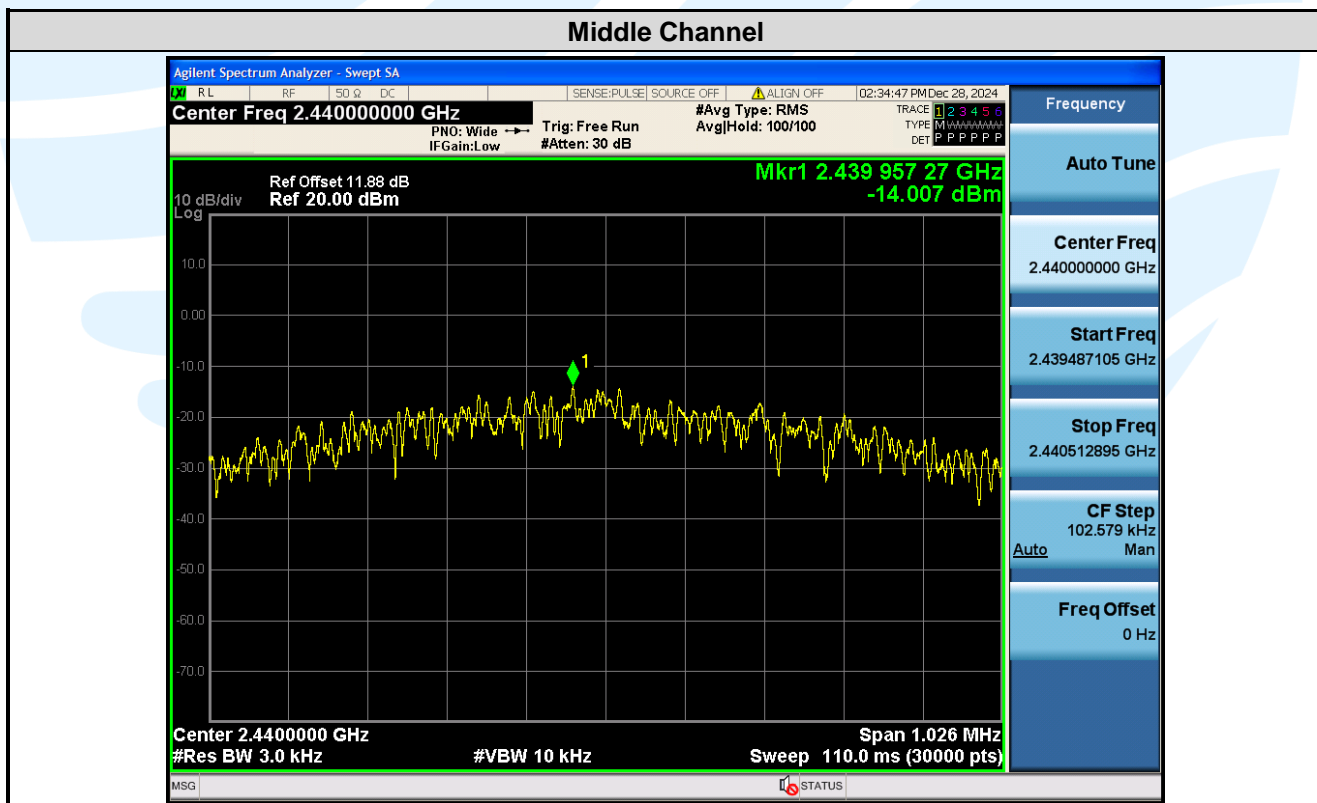 Middle Channel
Agilent Spectrum Analyzer - Swept SA
LXI RL RF 50 Ω DC SENSE:PULSE SOURCE OFF ALIGN OFF 02:34:47 PM Dec 28, 2024
Center Freq 2.440000000 GHz
PNO: Wide
IFGain:Low
Trig: Free Run
#Atten: 30 dB
#Avg Type: RMS
Avg|Hold: 100/100
TRACE 1 2 3 4 5 6
TYPE M WWWWW
DET P P P P P P
Mkr1 2.439 957 27 GHz
-14.007 dBm
Ref Offset 11.88 dB
10 dB/div Ref 20.00 dBm
Log
10.0
0.00
-10.0
-20.0
-30.0
-40.0
-50.0
-60.0
-70.0
1
Center 2.4400000 GHz Span 1.026 MHz
#Res BW 3.0 kHz #VBW 10 kHz Sweep 110.0 ms (30000 pts)
MSG STATUS
Frequency
Auto Tune
Center Freq
2.440000000 GHz
Start Freq
2.439487105 GHz
Stop Freq
2.440512895 GHz
CF Step
102.579 kHz
Auto Man
Freq Offset
0 Hz